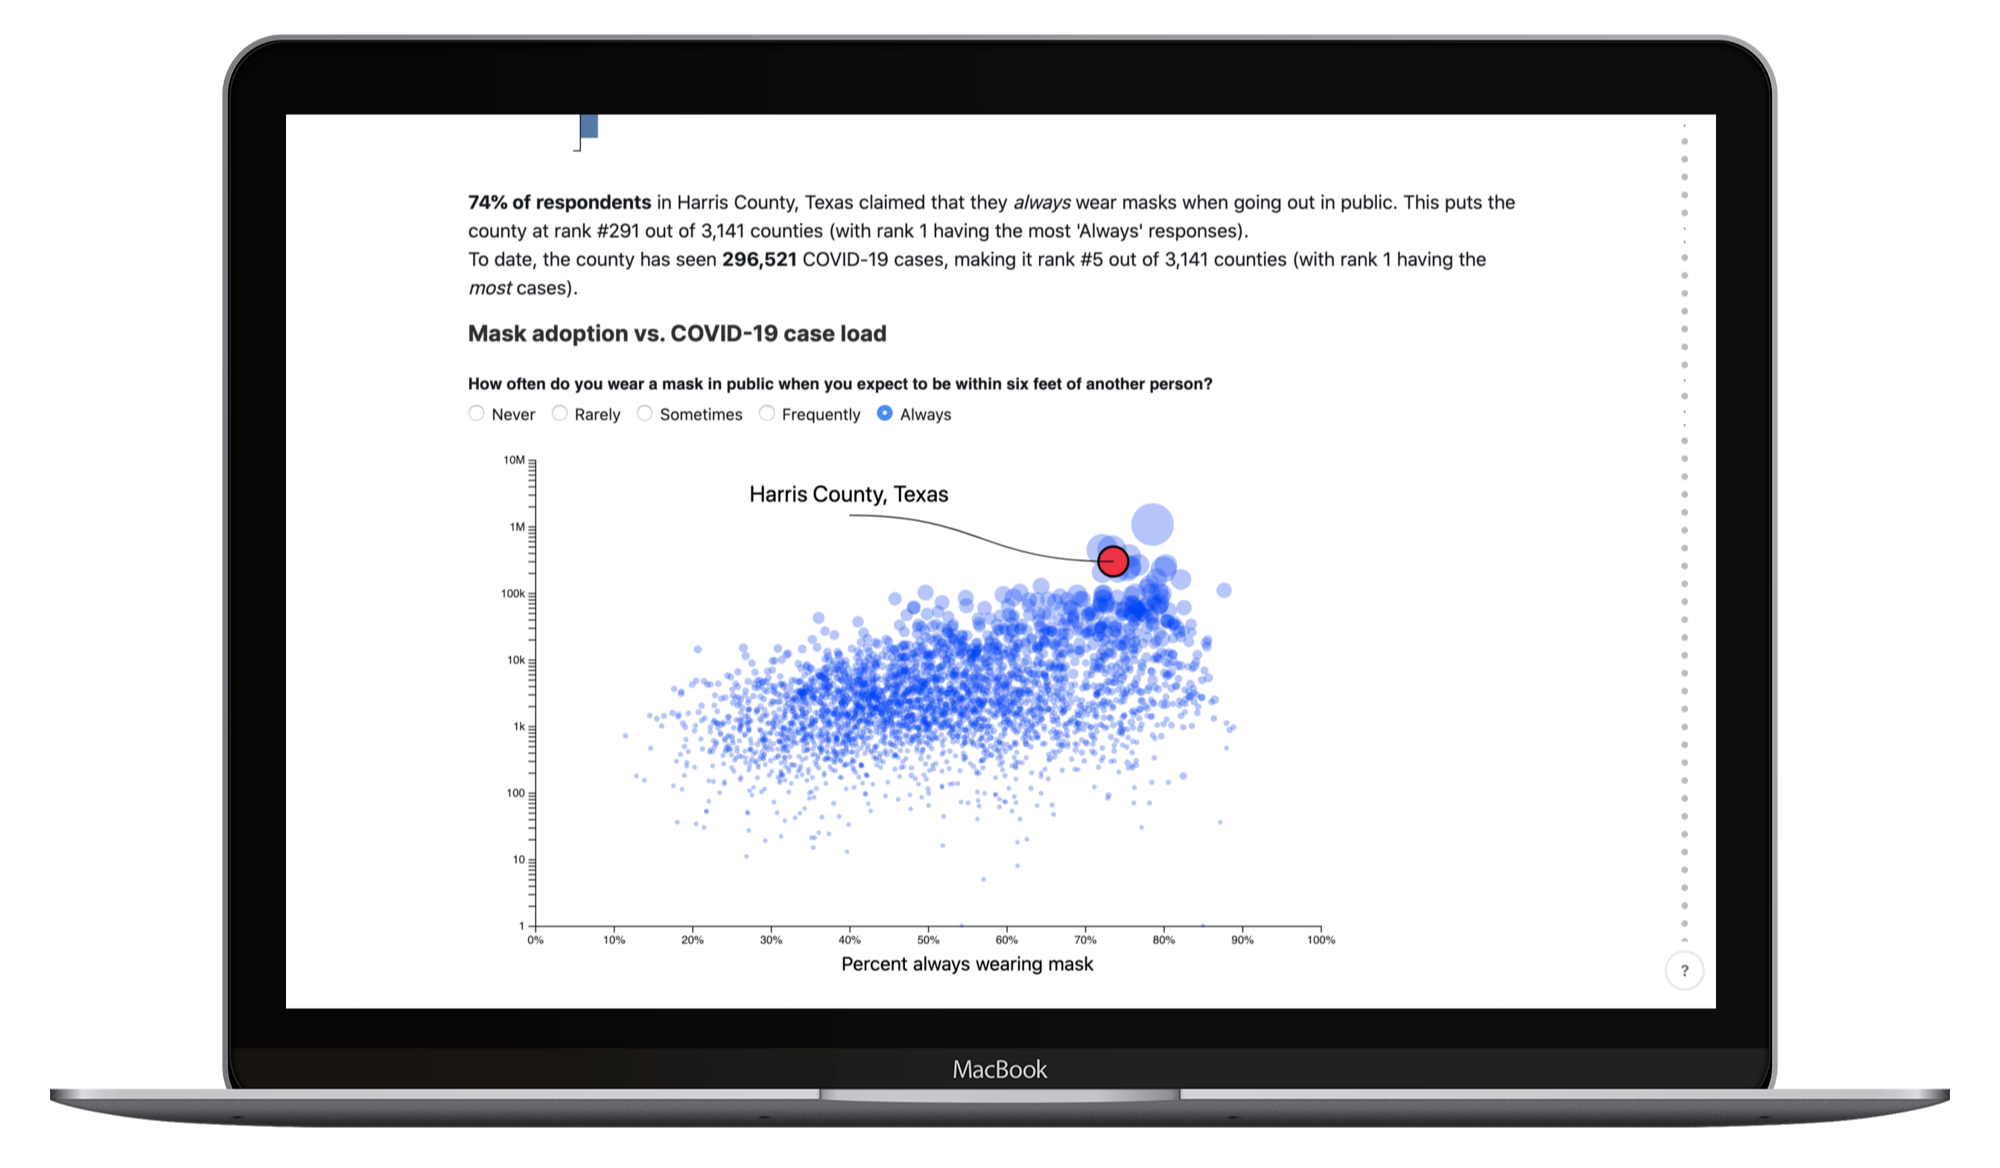 74% of respondents in Harris County, Texas claimed that they always wear masks when going out in public. This puts the
county at rank #291 out of 3,141 counties (with rank 1 having the most 'Always' responses).
To date, the county has seen 296,521 COVID-19 cases, making it rank #5 out of 3,141 counties (with rank 1 having the
most cases).
Mask adoption vs. COVID-19 case load
How often do you wear a mask in public when you expect to be within six feet of another person?
Never Rarely Sometimes Frequently Always
10M
Harris County, Texas
1M
100k
10k
1k
100
10
1
0% 10% 20% 30% 40% 50% 60% 70% 80% 90% 100%
Percent always wearing mask
?
MacBook